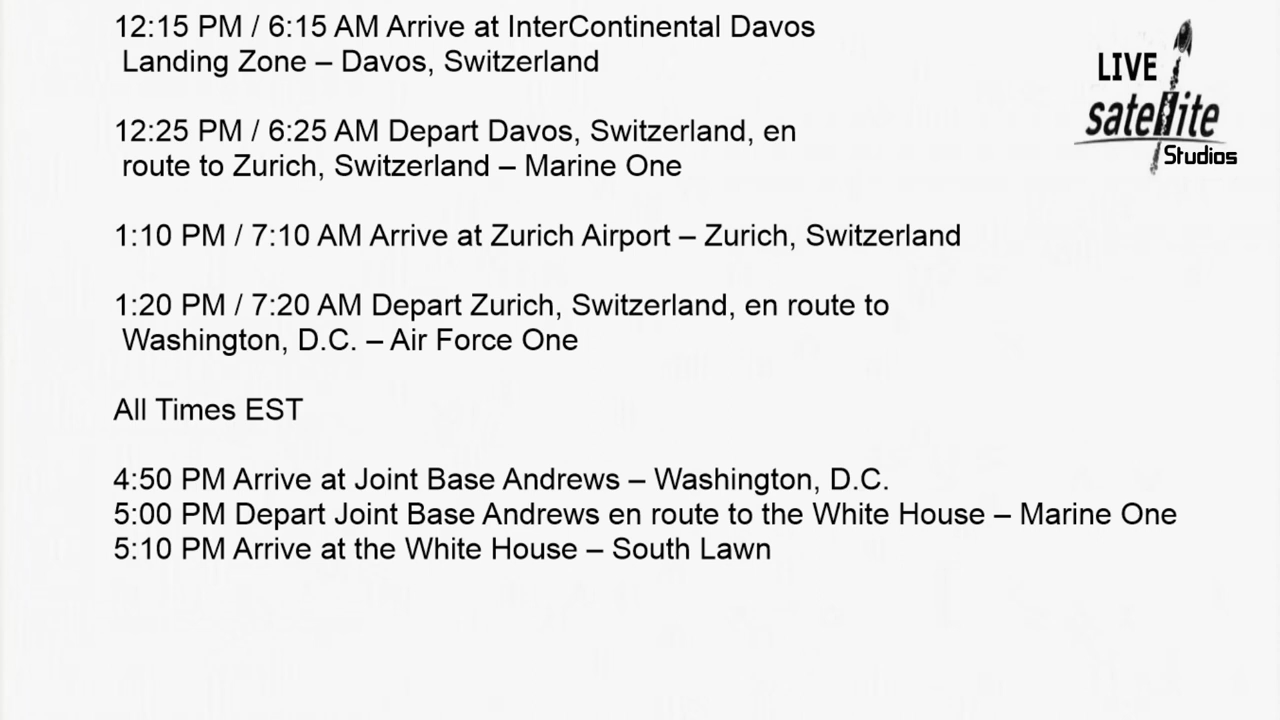 12:15 PM / 6:15 AM Arrive at InterContinental Davos
Landing Zone – Davos, Switzerland
12:25 PM / 6:25 AM Depart Davos, Switzerland, en
route to Zurich, Switzerland – Marine One
1:10 PM / 7:10 AM Arrive at Zurich Airport – Zurich, Switzerland
1:20 PM / 7:20 AM Depart Zurich, Switzerland, en route to
Washington, D.C. – Air Force One
All Times EST
4:50 PM Arrive at Joint Base Andrews – Washington, D.C.
5:00 PM Depart Joint Base Andrews en route to the White House – Marine One
5:10 PM Arrive at the White House – South Lawn
LIVE
satellite
Studios